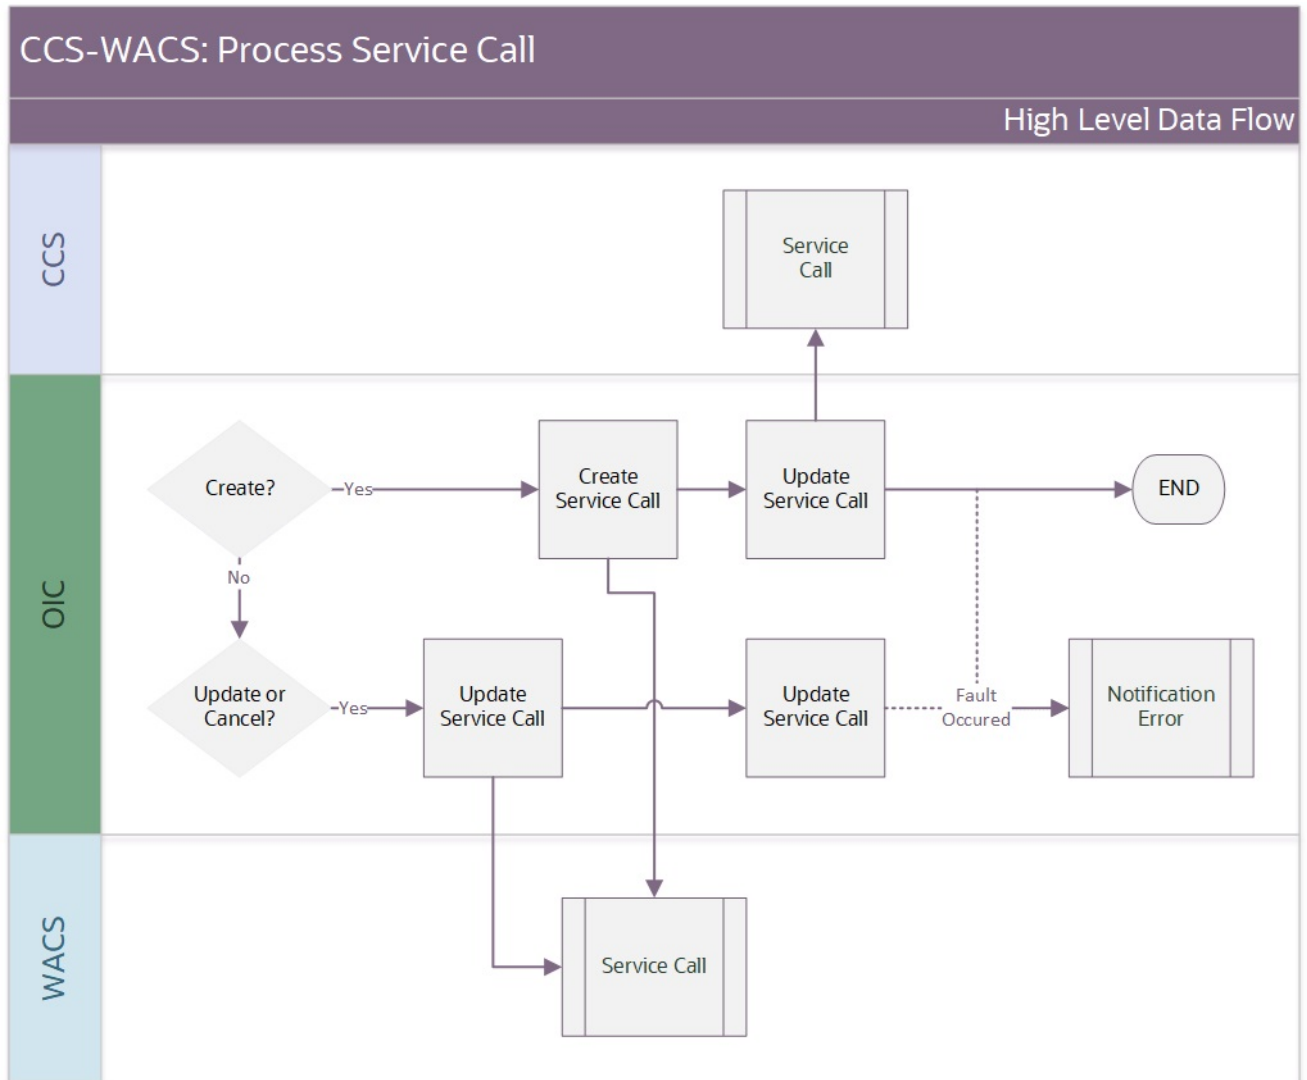 CCS-WACS: Process Service Call
High Level Data Flow
CCS
Service
Call
OIC
Create?
Yes
Create
Service Call
Update
Service Call
END
No
Update or
Cancel?
Yes
Update
Service Call
Update
Service Call
Fault
Occured
Notification
Error
WACS
Service Call